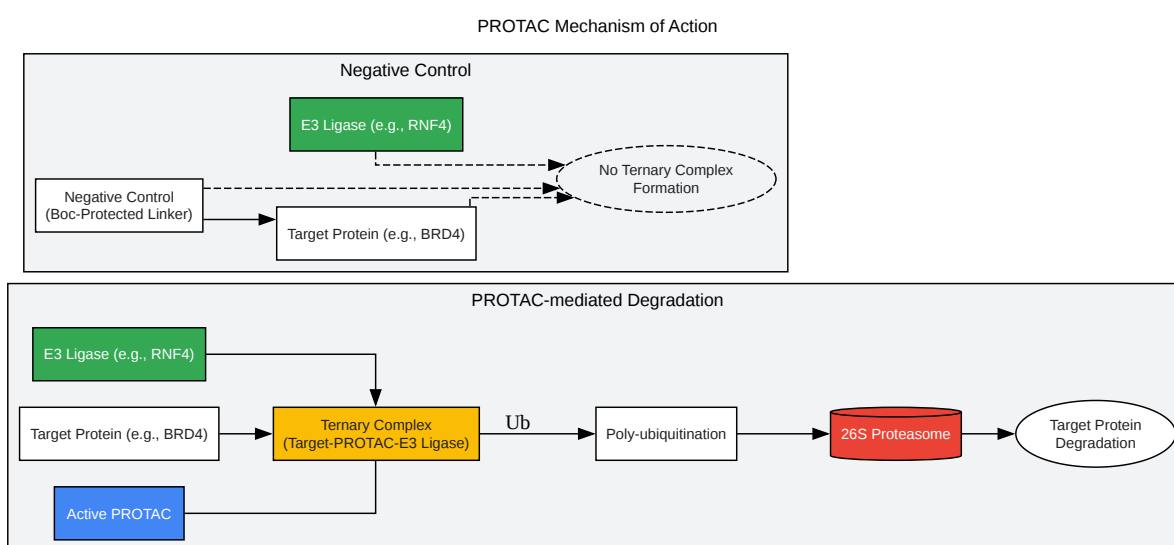 PROTAC Mechanism of Action
Negative Control
E3 Ligase (e.g., RNF4)
No Ternary Complex
Formation
Negative Control
(Boc-Protected Linker)
Target Protein (e.g., BRD4)
PROTAC-mediated Degradation
E3 Ligase (e.g., RNF4)
Target Protein (e.g., BRD4)
Ternary Complex
(Target-PROTAC-E3 Ligase)
Ub
Poly-ubiquitination
26S Proteasome
Target Protein
Degradation
Active PROTAC